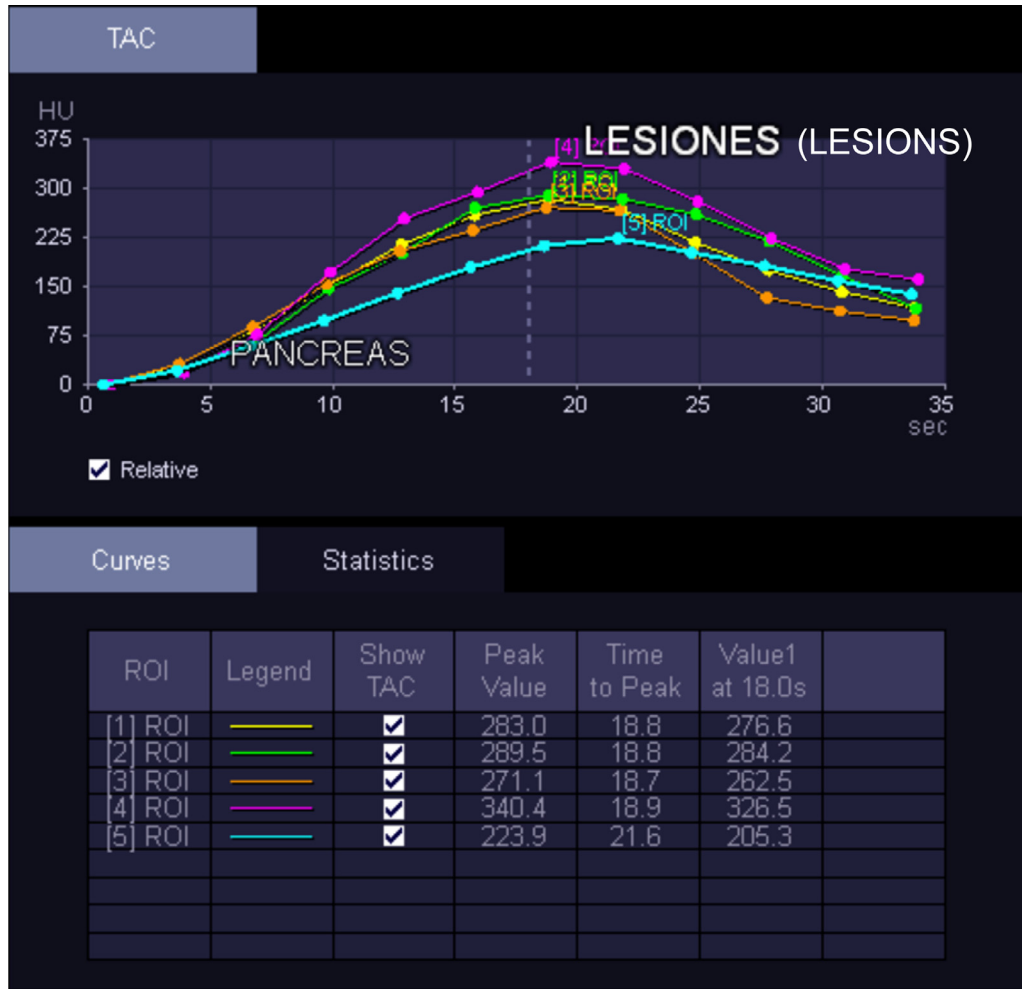 TAC
HU
375
300
225
150
75
0
0 5 10 15 20 25 30 35
sec
LESIONES (LESIONS)
[4]
[3] ROI
[5] ROI
PANCREAS
Relative
Curves Statistics
ROI Legend Show TAC Peak Value Time to Peak Value1 at 18.0s
[1] ROI 283.0 18.8 276.6
[2] ROI 289.5 18.8 284.2
[3] ROI 271.1 18.7 262.5
[4] ROI 340.4 18.9 326.5
[5] ROI 223.9 21.6 205.3